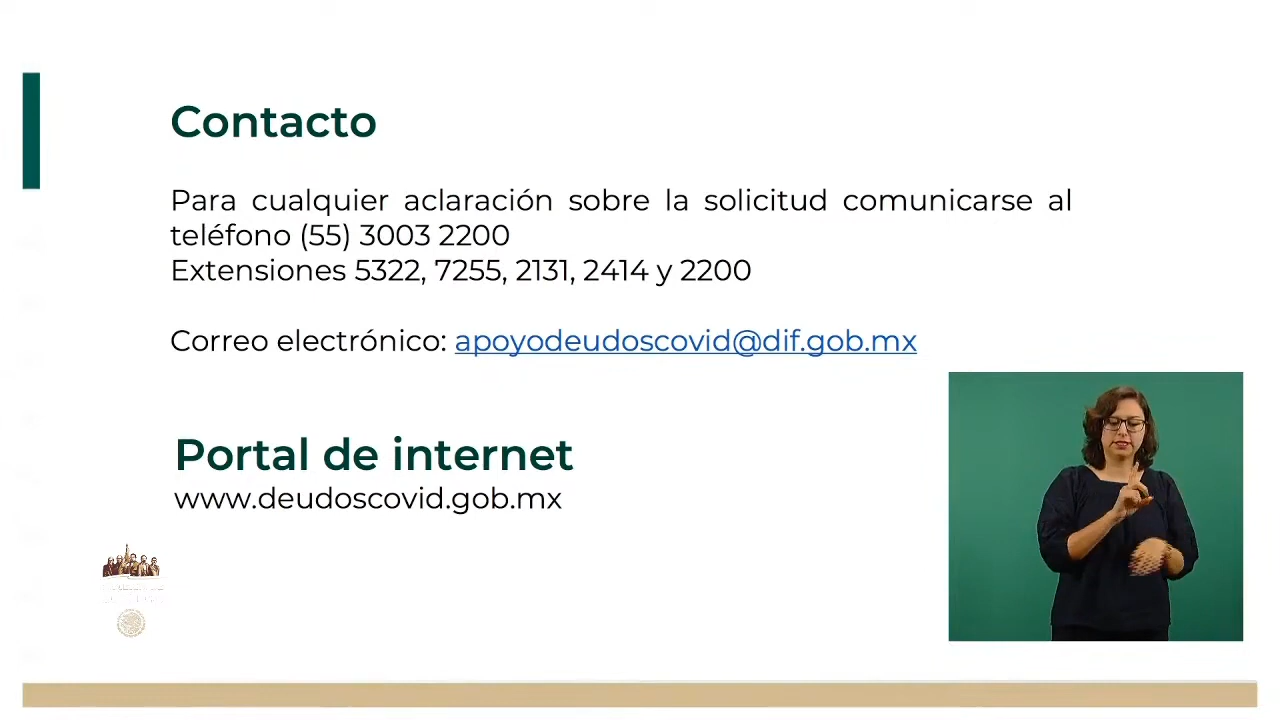 Contacto
Para cualquier aclaración sobre la solicitud comunicarse al
teléfono (55) 3003 2200
Extensiones 5322, 7255, 2131, 2414 y 2200
Correo electrónico: apoyodeudoscovid@dif.gob.mx
Portal de internet
www.deudoscovid.gob.mx